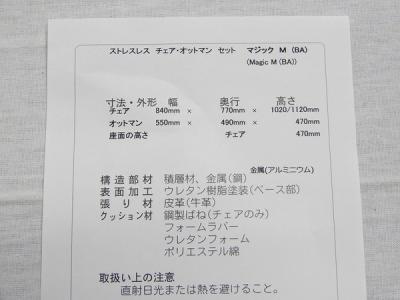 ストレスレス チェア・オットマン セット マジック M (BA)
(Magic M (BA))
寸法・外形 幅 奥行 高さ
チェア 840mm × 770mm × 1020/1120mm
オットマン 550mm × 490mm × 470mm
座面の高さ チェア 470mm
金属(アルミニウム)
構造部材 積層材、金属(鋼)
表面加工 ウレタン樹脂塗装(ベース部)
張り材 皮革(牛革)
クッション材 鋼製ばね(チェアのみ)
フォームラバー
ウレタンフォーム
ポリエステル綿
取扱い上の注意
直射日光または熱を避けること。